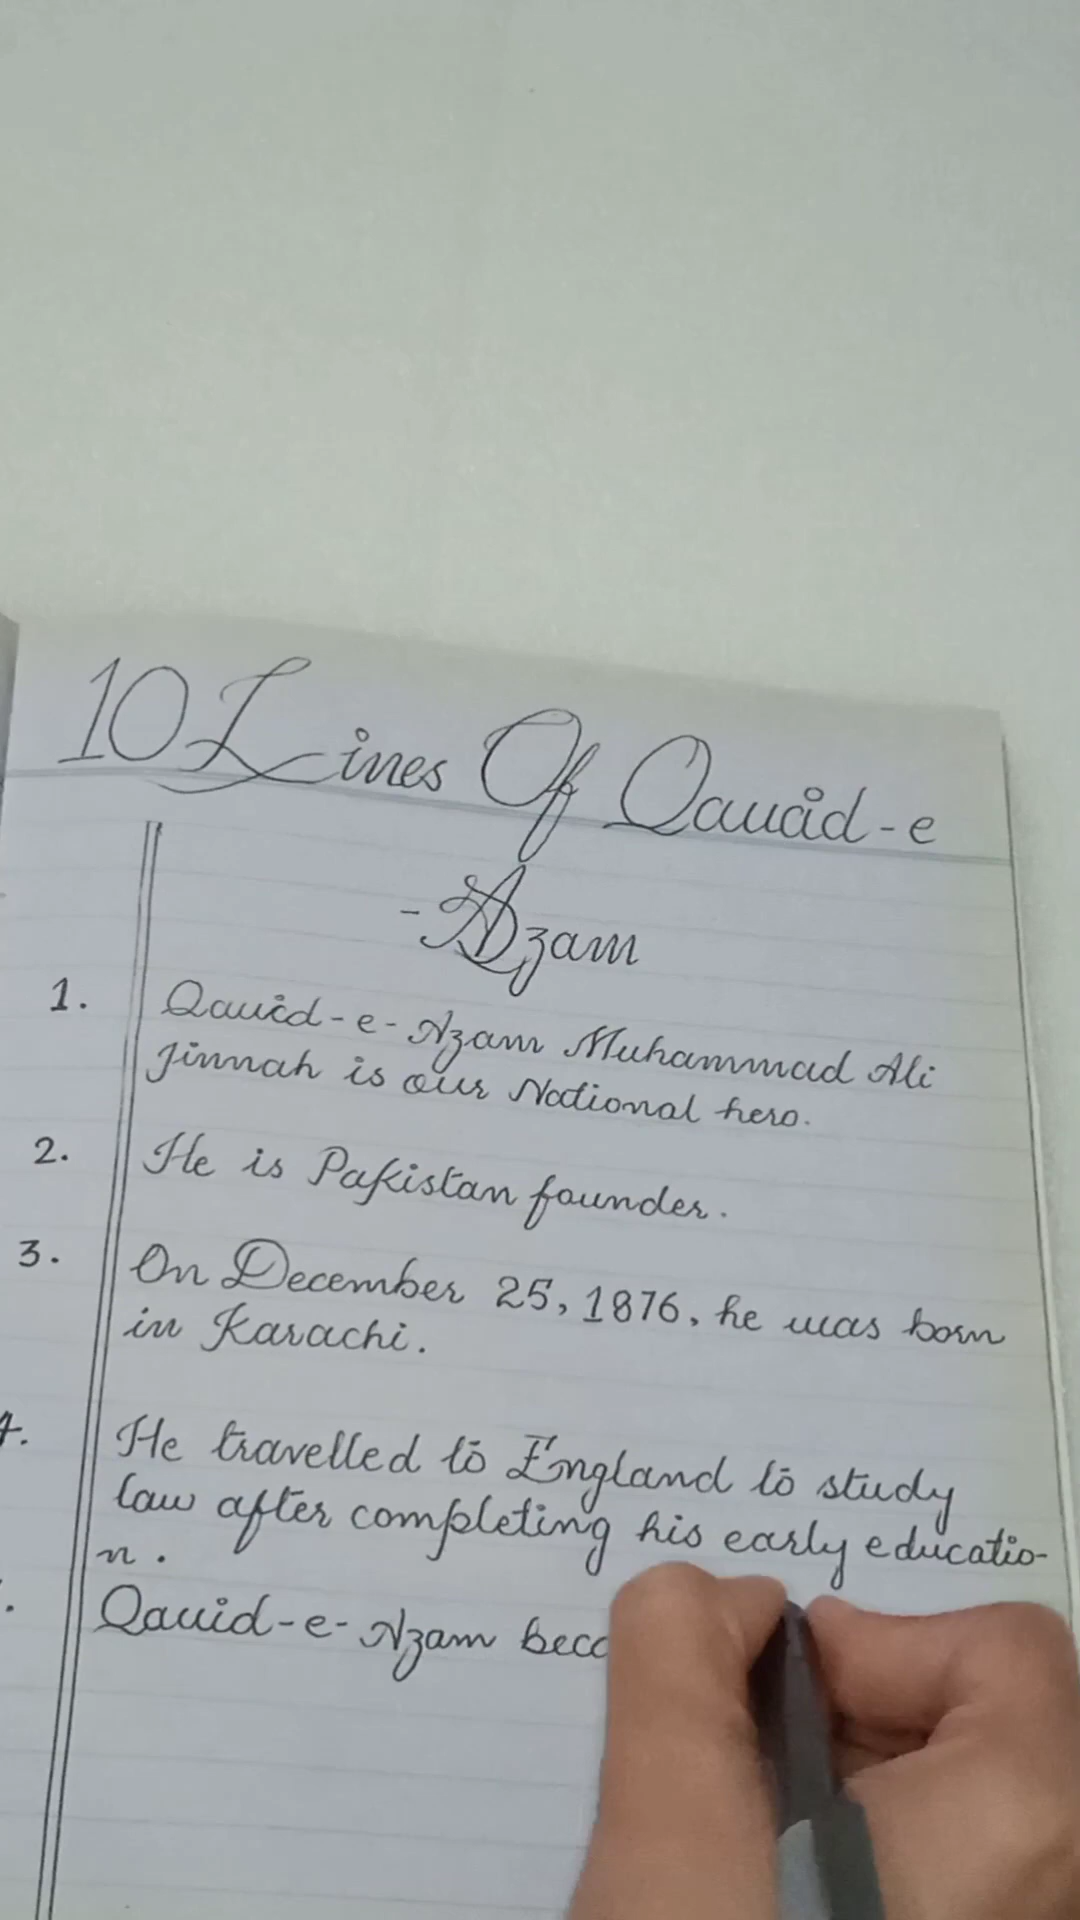 10 Lines Of Qauaid-e
-Azam
1. Qauid-e-Azam Muhammad Ali
Jinnah is our National hero.
2. He is Pakistan founder.
3. On December 25, 1876, he was born
in Karachi.
4. He travelled to England to study
law after completing his early educatio-
n.
Qauid-e-Azam